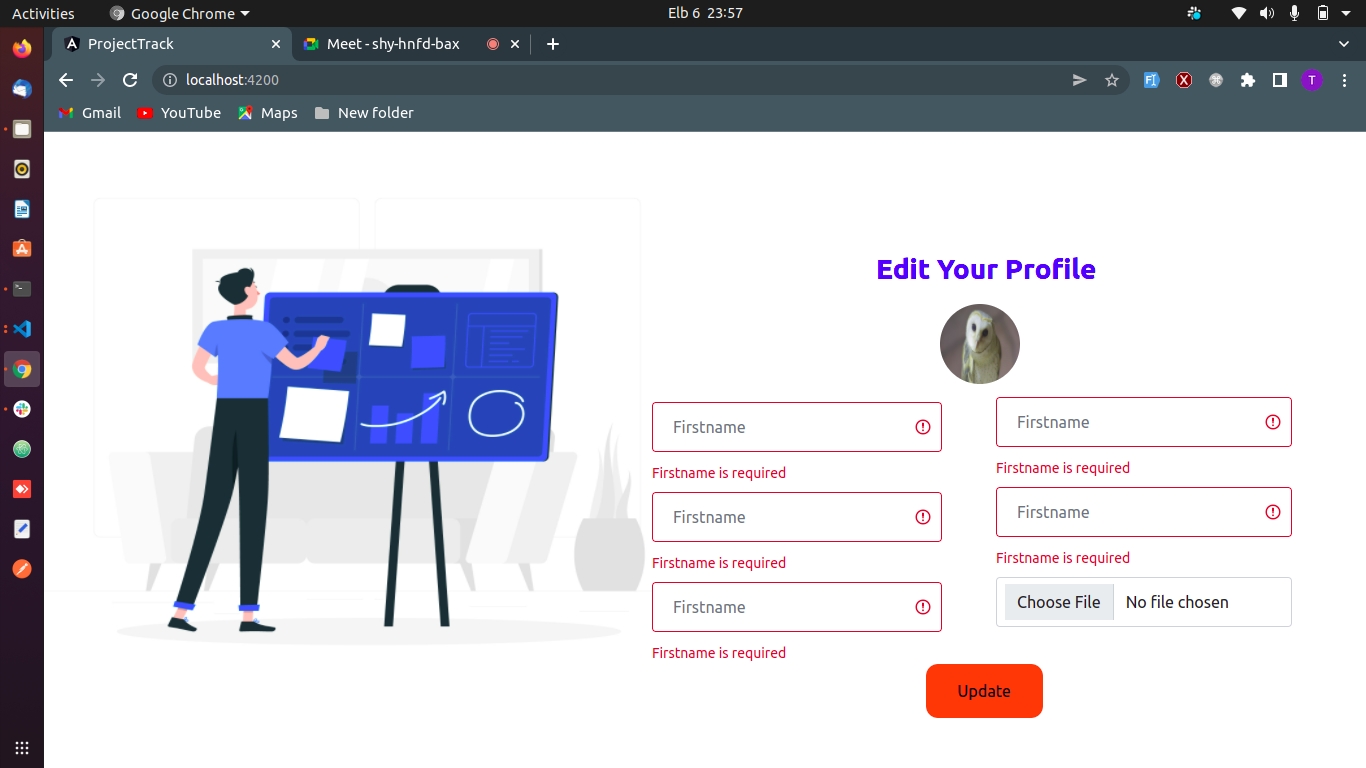 Activities
Google Chrome
Elb 6 23:57
ProjectTrack
Meet - shy-hnfd-bax
localhost:4200
T
Gmail
YouTube
Maps
New folder
Edit Your Profile
Firstname
Firstname
Firstname is required
Firstname is required
Firstname
Firstname
Firstname is required
Firstname is required
Firstname
Choose File No file chosen
Firstname is required
Update